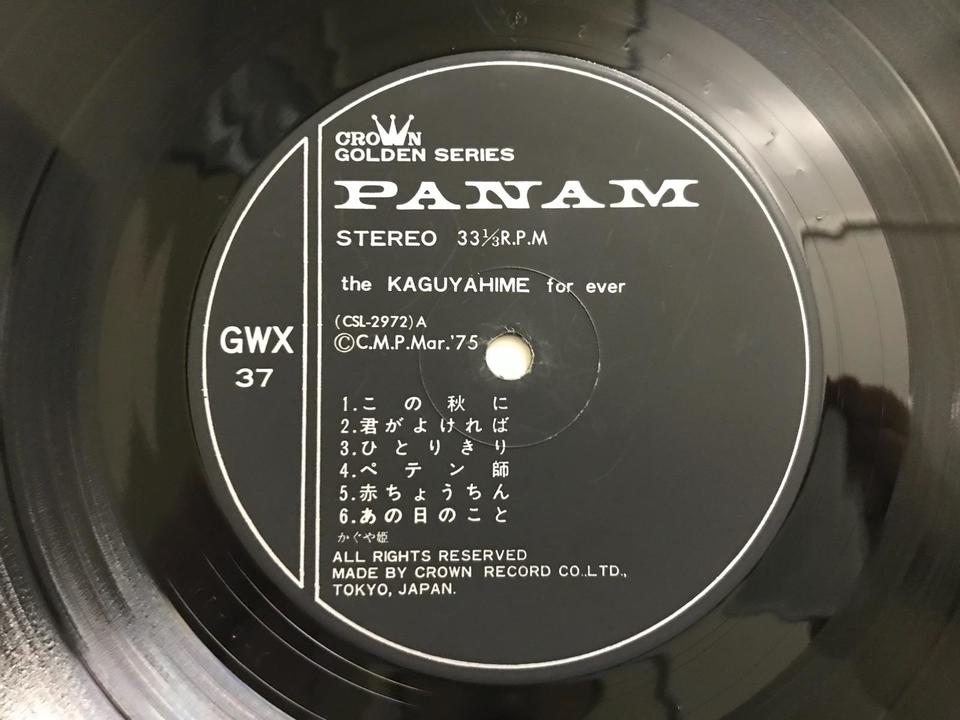 CROWN
GOLDEN SERIES
PANAM
STEREO 33⅓R.P.M
the KAGUYAHIME for ever
(CSL-2972)A
©C.M.P.Mar.'75
GWX
37
1.この秋に
2.君がよければ
3.ひとりきり
4.ペテン師
5.赤ちょうちん
6.あの日のこと
かぐや姫
ALL RIGHTS RESERVED
MADE BY CROWN RECORD CO.,LTD.,
TOKYO, JAPAN.